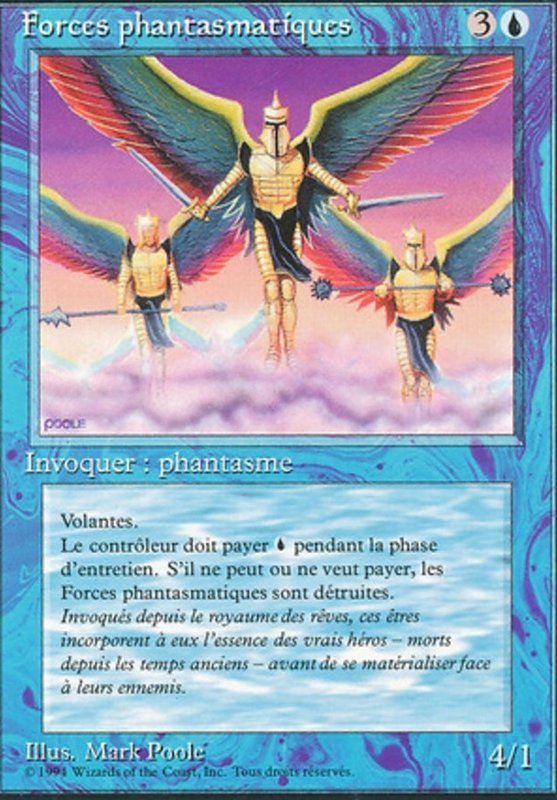 Forces phantasmatiques 3
POOLE
Invoquer : phantasme
Volantes.
Le contrôleur doit payer pendant la phase
d'entretien. S'il ne peut ou ne veut payer, les
Forces phantasmatiques sont détruites.
Invoqués depuis le royaume des rêves, ces êtres
incorporent à eux l'essence des vrais héros – morts
depuis les temps anciens – avant de se matérialiser face
à leurs ennemis.
Illus. Mark Poole
4/1
© 1994 Wizards of the Coast, Inc. Tous droits réservés.